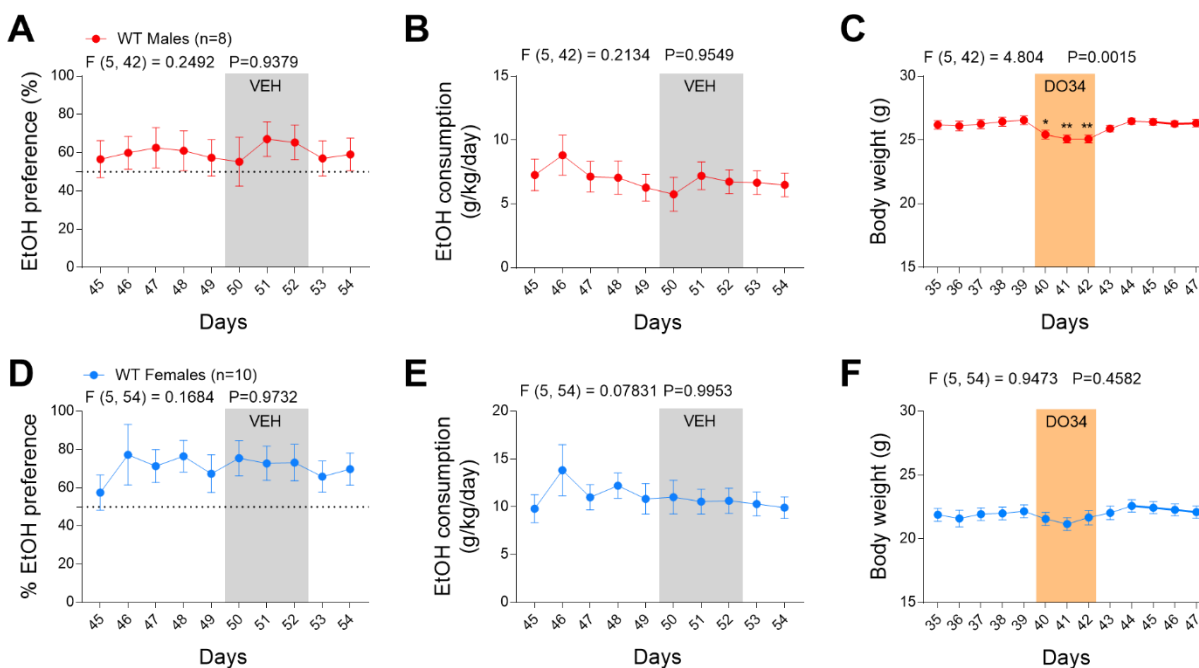 A
WT Males (n=8)
F (5, 42) = 0.2492 P=0.9379
VEH
EtOH preference (%)
100
80
60
40
20
0
45 46 47 48 49 50 51 52 53 54
Days
B
F (5, 42) = 0.2134 P=0.9549
VEH
EtOH consumption
(g/kg/day)
15
10
5
0
45 46 47 48 49 50 51 52 53 54
Days
C
F (5, 42) = 4.804 P=0.0015
DO34
* ** **
Body weight (g)
30
25
20
15
35 36 37 38 39 40 41 42 43 44 45 46 47
Days
D
WT Females (n=10)
F (5, 54) = 0.1684 P=0.9732
VEH
% EtOH preference
100
80
60
40
20
0
45 46 47 48 49 50 51 52 53 54
Days
E
F (5, 54) = 0.07831 P=0.9953
VEH
EtOH consumption
(g/kg/day)
20
15
10
5
0
45 46 47 48 49 50 51 52 53 54
Days
F
F (5, 54) = 0.9473 P=0.4582
DO34
Body weight (g)
30
25
20
15
35 36 37 38 39 40 41 42 43 44 45 46 47
Days